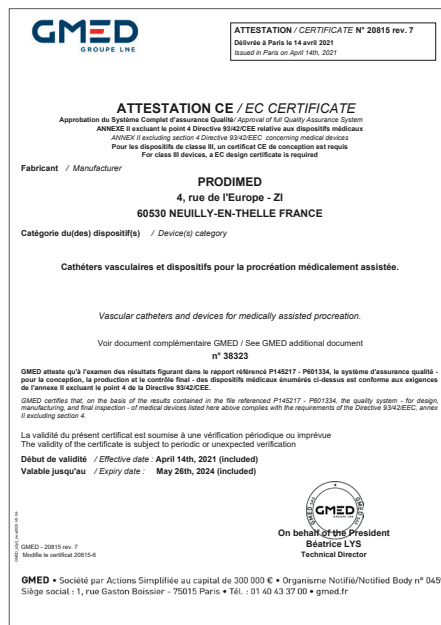 GMED
GROUPE LNE
ATTESTATION / CERTIFICATE N° 20815 rev. 7
Délivrée à Paris le 14 avril 2021
Issued in Paris on April 14th, 2021
ATTESTATION CE / EC CERTIFICATE
Approbation du Système Complet d'assurance Qualité/ Approval of full Quality Assurance System
ANNEXE II excluant le point 4 Directive 93/42/CEE relative aux dispositifs médicaux
ANNEX II excluding section 4 Directive 93/42/EEC concerning medical devices
Pour les dispositifs de classe III, un certificat CE de conception est requis
For class III devices, a EC design certificate is required
Fabricant / Manufacturer
PRODIMED
4, rue de l'Europe - ZI
60530 NEUILLY-EN-THELLE FRANCE
Catégorie du(des) dispositif(s) / Device(s) category
Cathéters vasculaires et dispositifs pour la procréation médicalement assistée.
Vascular catheters and devices for medically assisted procreation.
Voir document complémentaire GMED / See GMED additional document
n° 38323
GMED atteste qu'à l'examen des résultats figurant dans le rapport référencé P145217 - P601334, le système d'assurance qualité - pour la conception, la production et le contrôle final - des dispositifs médicaux énumérés ci-dessus est conforme aux exigences de l'annexe II excluant le point 4 de la Directive 93/42/CEE.
GMED certifies that, on the basis of the results contained in the file referenced P145217 - P601334, the quality system - for design, manufacturing, and final inspection - of medical devices listed here above complies with the requirements of the Directive 93/42/EEC, annex II excluding section 4.
La validité du présent certificat est soumise à une vérification périodique ou imprévue
The validity of the certificate is subject to periodic or unexpected verification
Début de validité / Effective date : April 14th, 2021 (included)
Valable jusqu'au / Expiry date : May 26th, 2024 (included)
GMED
On behalf of the President
Béatrice LYS
Technical Director
GMED - 20815 rev. 7
Modifie le certificat 20815-6
GMED • Société par Actions Simplifiée au capital de 300 000 € • Organisme Notifié/Notified Body n° 0459
Siège social : 1, rue Gaston Boissier - 75015 Paris • Tél. : 01 40 43 37 00 • gmed.fr